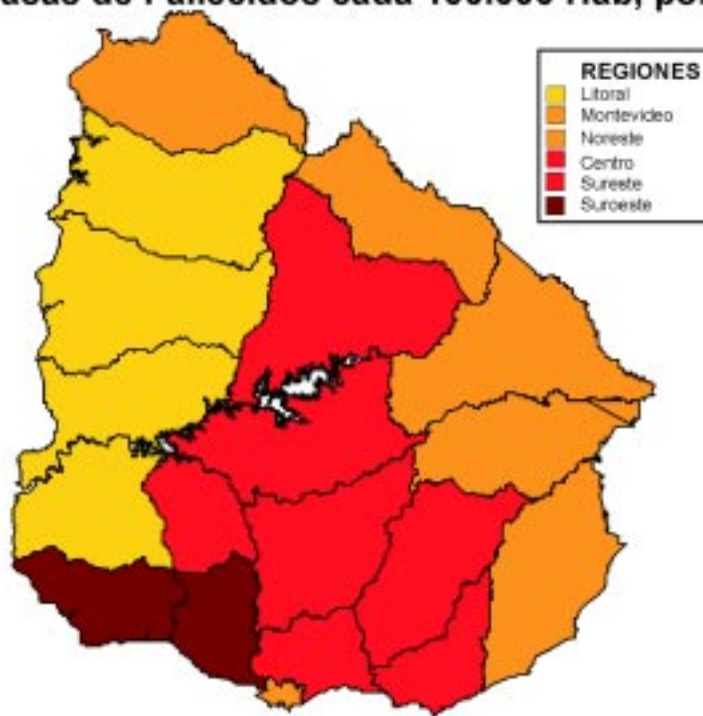 de Fallecidos cada 100.000 Hab, por
REGIONES
Litoral
Montevideo
Noreste
Centro
Sureste
Suroeste